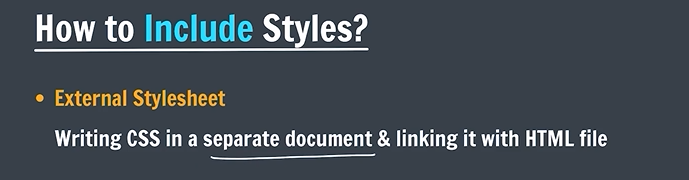 How to Include Styles?
• External Stylesheet
Writing CSS in a separate document & linking it with HTML file